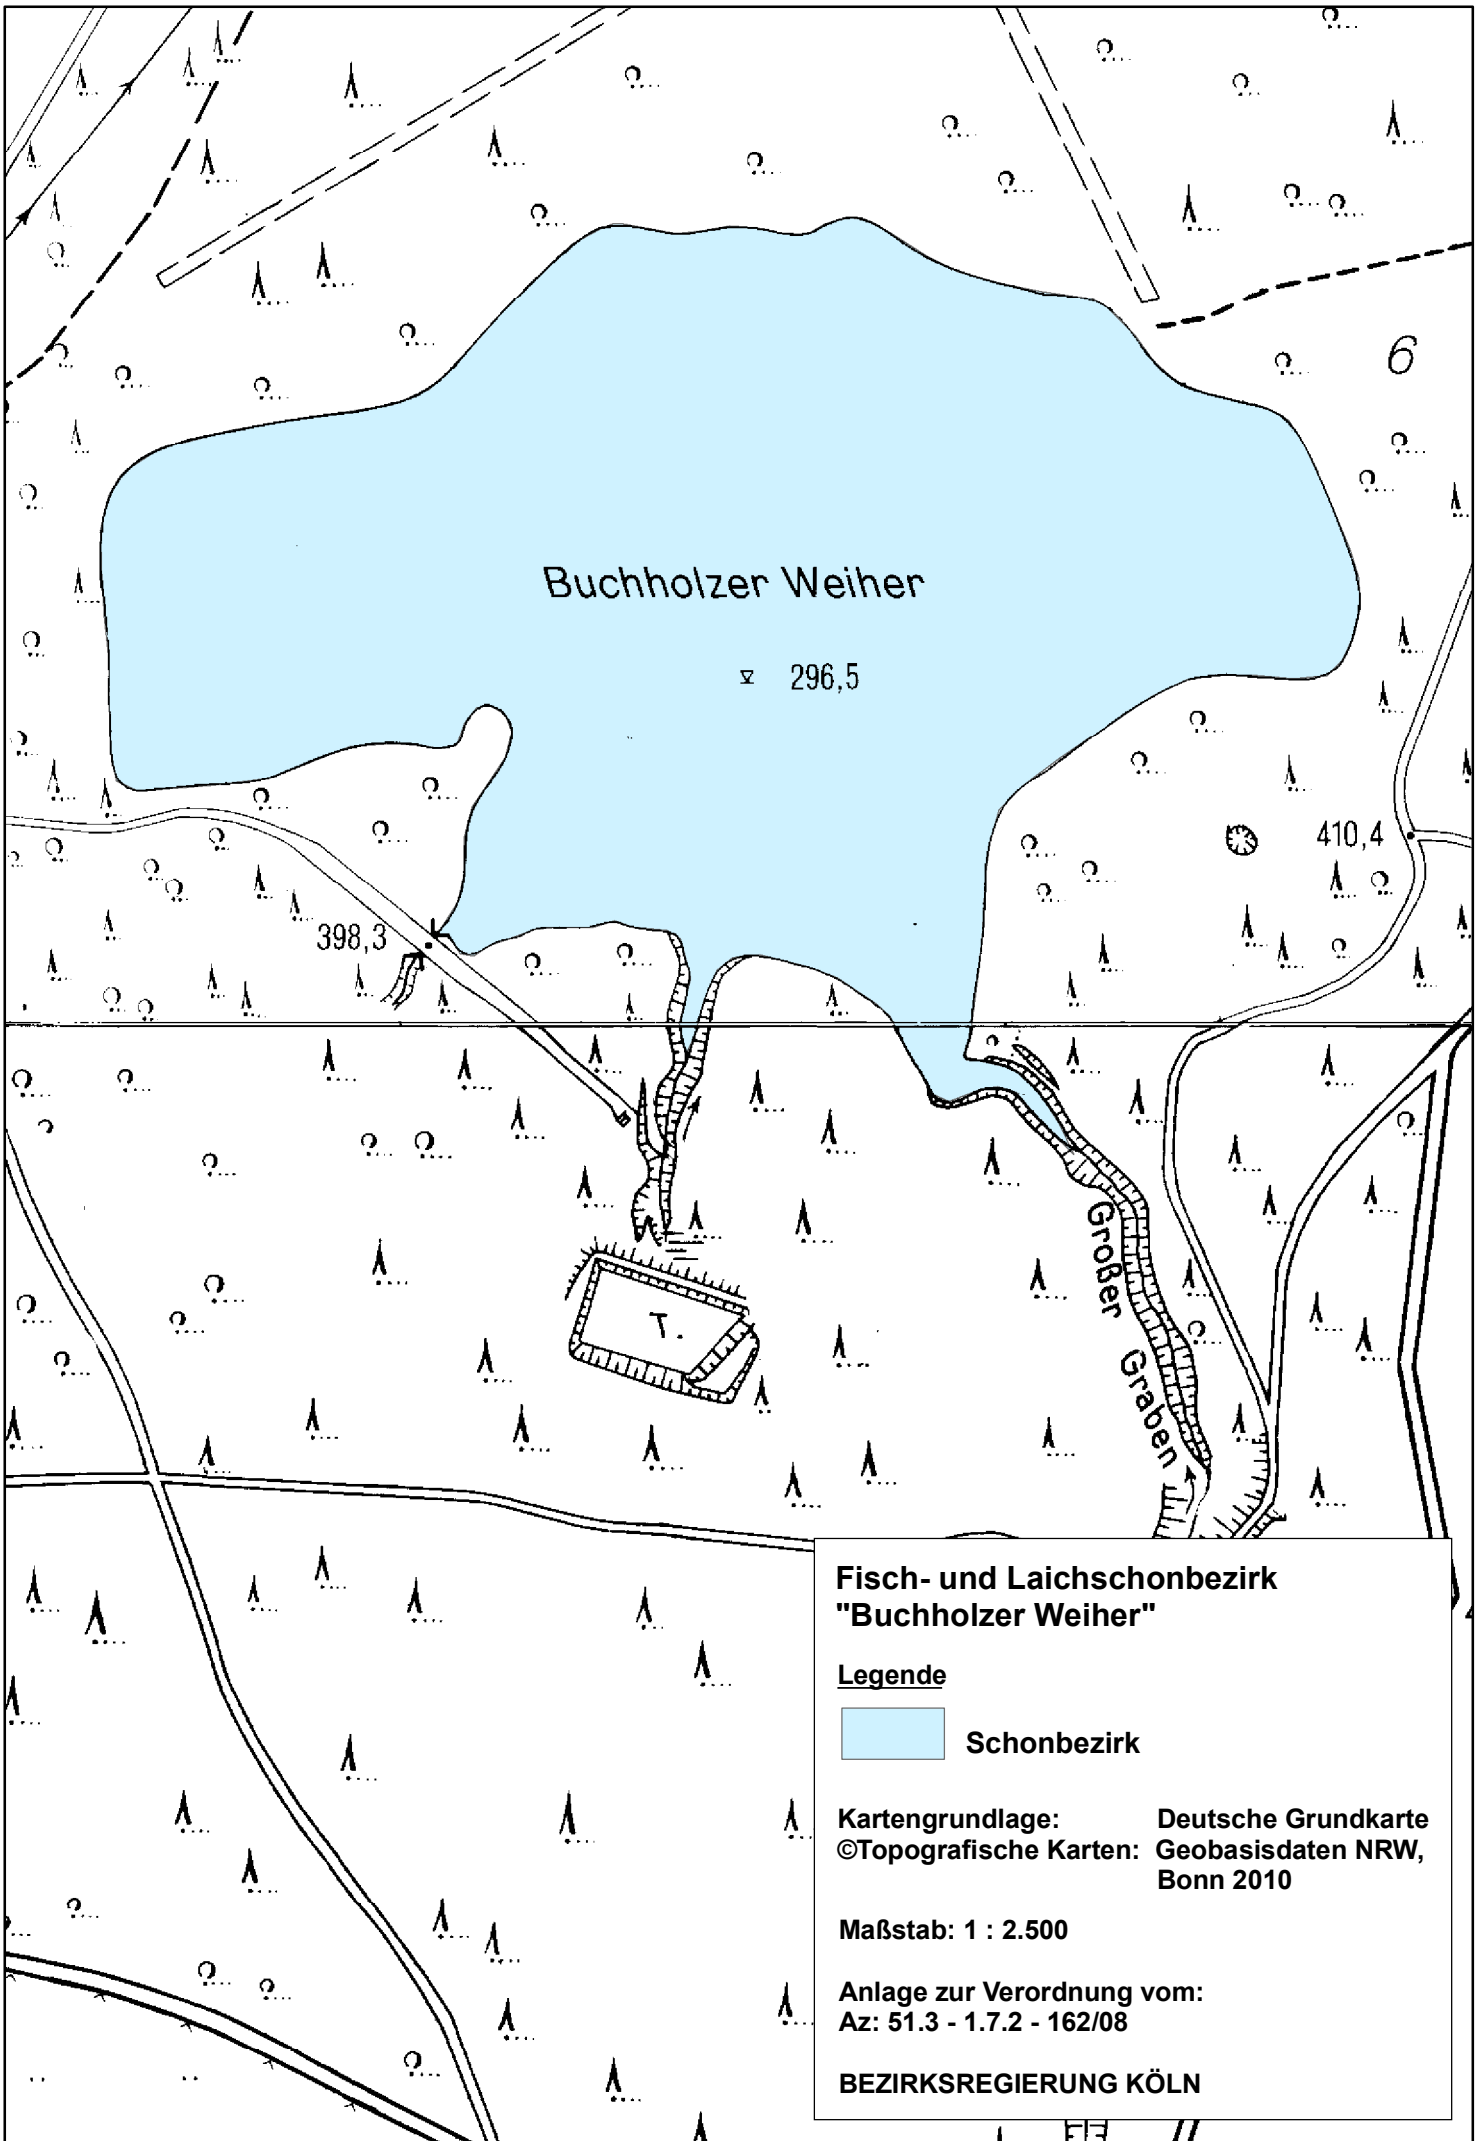 6
Buchholzer Weiher
296,5
410,4
398,3
Großer Graben
T.
Fisch- und Laichschonbezirk
"Buchholzer Weiher"
Legende
Schonbezirk
Kartengrundlage: Deutsche Grundkarte
©Topografische Karten: Geobasisdaten NRW,
Bonn 2010
Maßstab: 1 : 2.500
Anlage zur Verordnung vom:
Az: 51.3 - 1.7.2 - 162/08
BEZIRKSREGIERUNG KÖLN